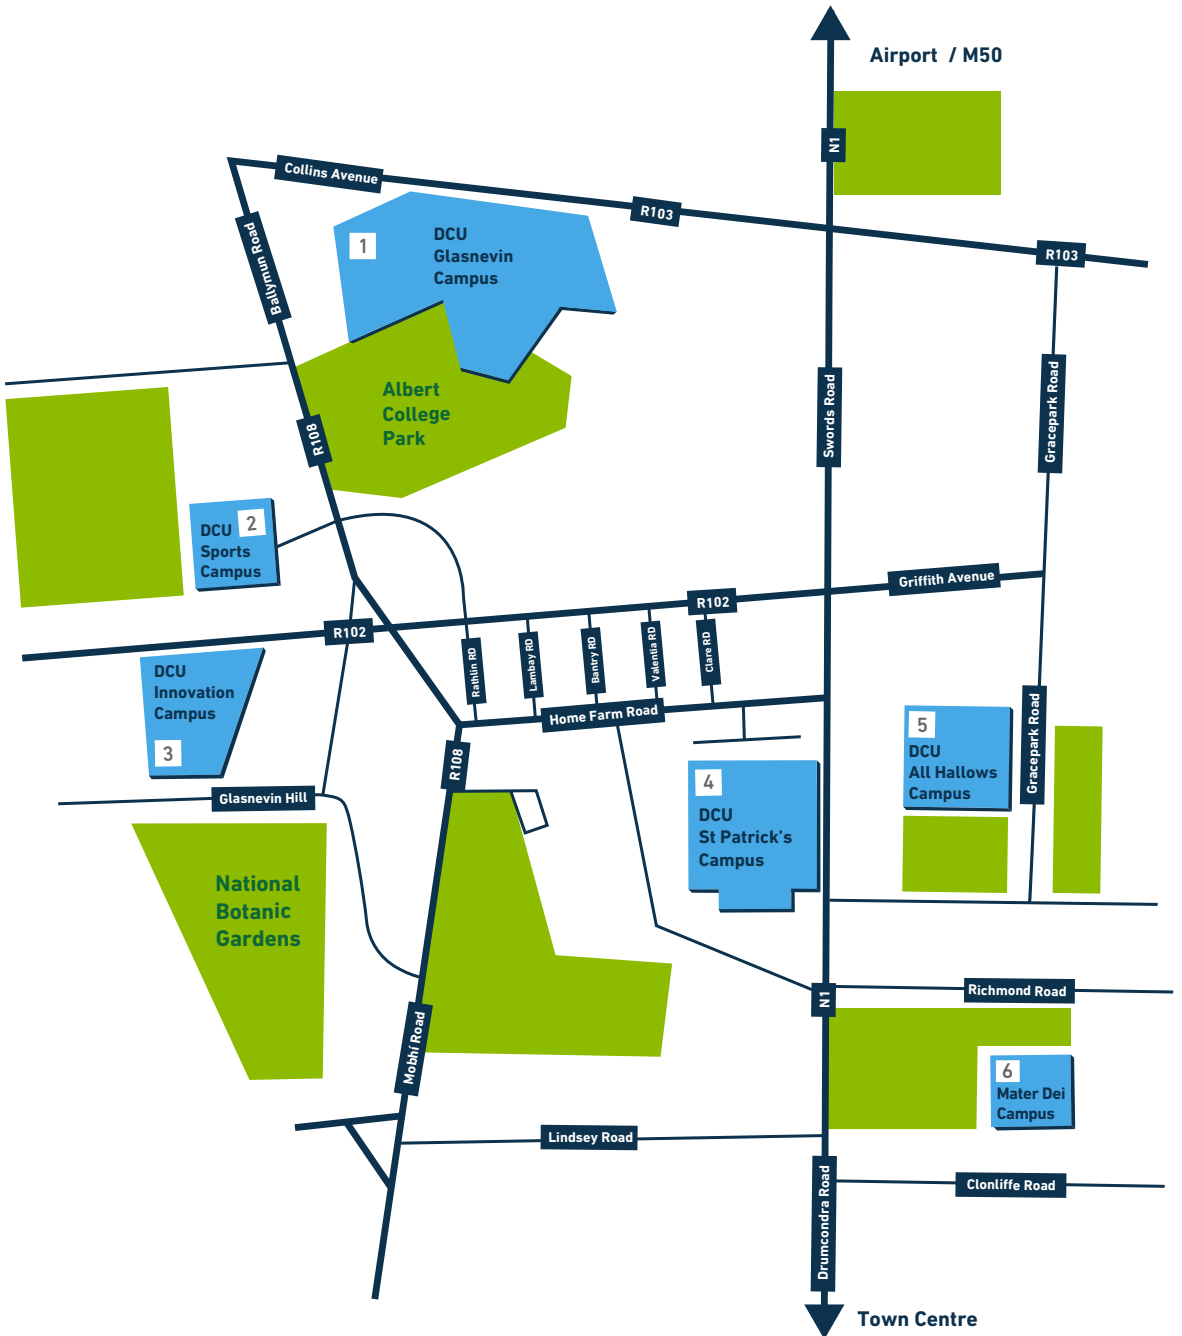 Airport / M50
N1
Collins Avenue
R103
R103
Ballymun Road
1
DCU
Glasnevin
Campus
Albert
College
Park
R108
Swords Road
Gracepark Road
2
DCU
Sports
Campus
Griffith Avenue
R102
R102
Rathlin RD
Lambay RD
Bantry RD
Valentia RD
Clare RD
DCU
Innovation
Campus
3
Home Farm Road
R108
Glasnevin Hill
4
DCU
St Patrick's
Campus
5
DCU
All Hallows
Campus
Gracepark Road
National
Botanic
Gardens
Richmond Road
N1
Mobhí Road
6
Mater Dei
Campus
Lindsey Road
Drumcondra Road
Clonliffe Road
Town Centre